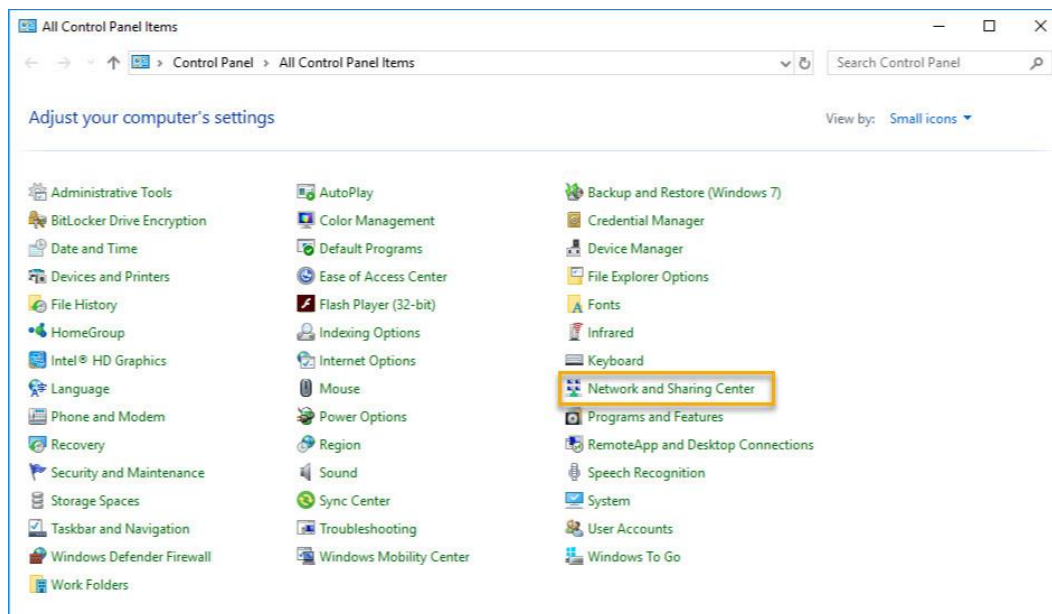 All Control Panel Items
Control Panel > All Control Panel Items
Search Control Panel
Adjust your computer's settings
View by: Small icons
Administrative Tools
AutoPlay
Backup and Restore (Windows 7)
BitLocker Drive Encryption
Color Management
Credential Manager
Date and Time
Default Programs
Device Manager
Devices and Printers
Ease of Access Center
File Explorer Options
File History
Flash Player (32-bit)
Fonts
HomeGroup
Indexing Options
Infrared
Intel® HD Graphics
Internet Options
Keyboard
Language
Mouse
Network and Sharing Center
Phone and Modem
Power Options
Programs and Features
Recovery
Region
RemoteApp and Desktop Connections
Security and Maintenance
Sound
Speech Recognition
Storage Spaces
Sync Center
System
Taskbar and Navigation
Troubleshooting
User Accounts
Windows Defender Firewall
Windows Mobility Center
Windows To Go
Work Folders